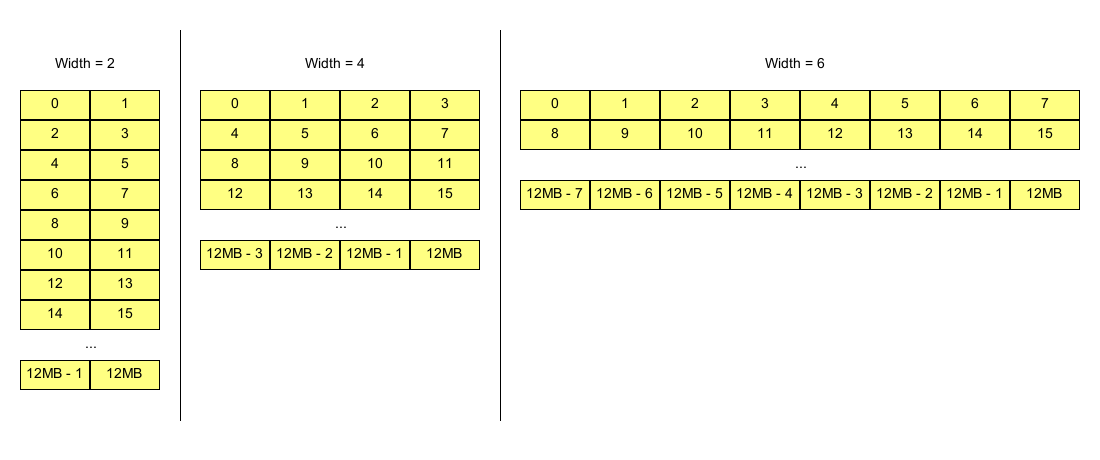 Width = 2
0 1
2 3
4 5
6 7
8 9
10 11
12 13
14 15
...
12MB - 1 12MB
Width = 4
0 1 2 3
4 5 6 7
8 9 10 11
12 13 14 15
...
12MB - 3 12MB - 2 12MB - 1 12MB
Width = 6
0 1 2 3 4 5 6 7
8 9 10 11 12 13 14 15
...
12MB - 7 12MB - 6 12MB - 5 12MB - 4 12MB - 3 12MB - 2 12MB - 1 12MB